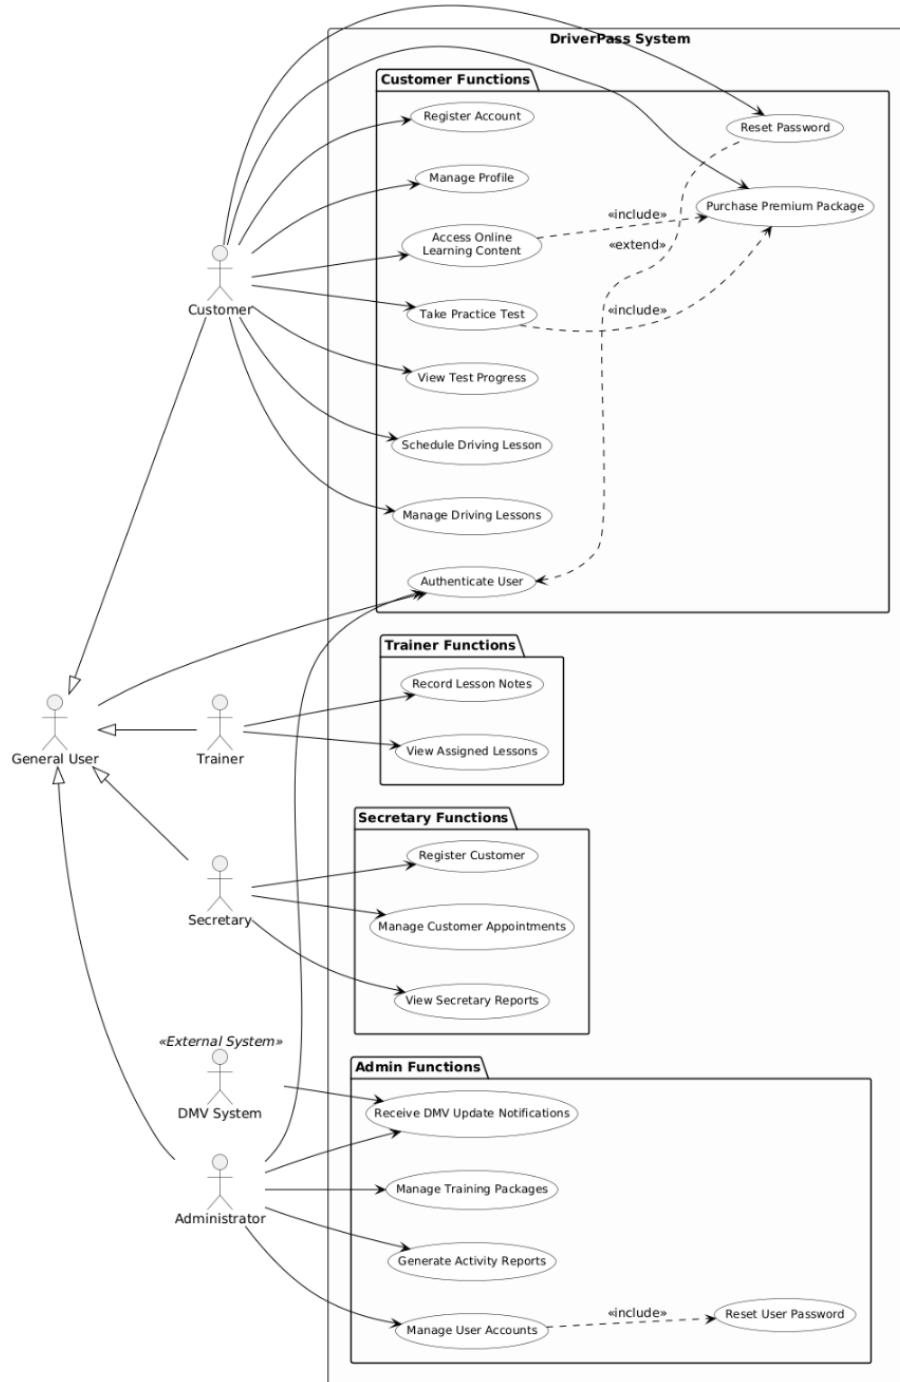 DriverPass System
Customer Functions
Register Account
Reset Password
Manage Profile
Purchase Premium Package
«include»
Access Online
Learning Content
«extend»
Customer
Take Practice Test
«include»
View Test Progress
Schedule Driving Lesson
Manage Driving Lessons
Authenticate User
Trainer Functions
Record Lesson Notes
View Assigned Lessons
General User
Trainer
Secretary Functions
Register Customer
Secretary
Manage Customer Appointments
View Secretary Reports
«External System»
DMV System
Admin Functions
Receive DMV Update Notifications
Manage Training Packages
Administrator
Generate Activity Reports
Manage User Accounts
«include»
Reset User Password